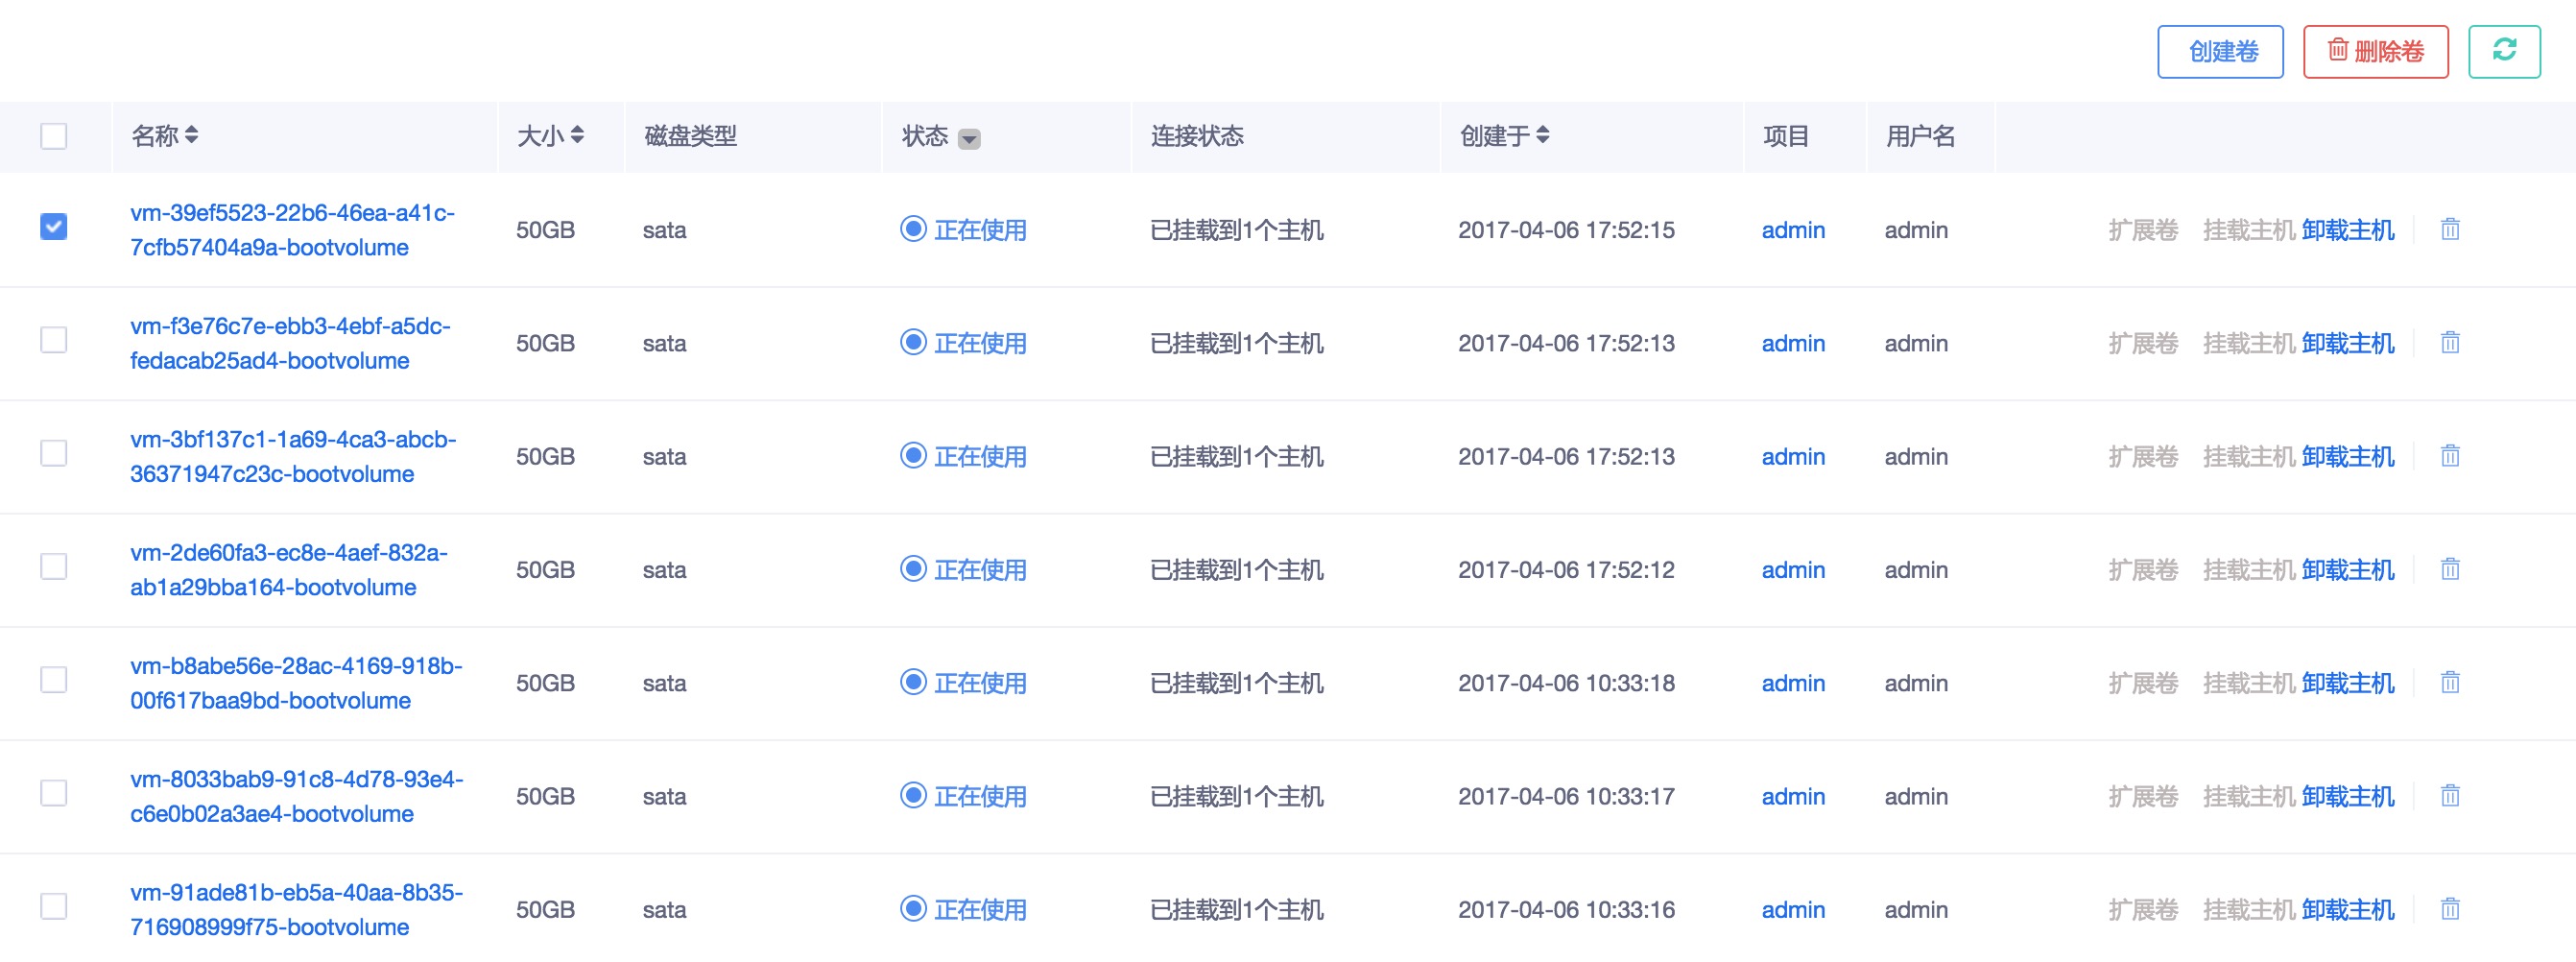 创建卷 删除卷
名称 大小 磁盘类型 状态 连接状态 创建于 项目 用户名
vm-39ef5523-22b6-46ea-a41c-
7cfb57404a9a-bootvolume
50GB sata 正在使用 已挂载到1个主机 2017-04-06 17:52:15 admin admin 扩展卷 挂载主机 卸载主机
vm-f3e76c7e-ebb3-4ebf-a5dc-
fedacab25ad4-bootvolume
50GB sata 正在使用 已挂载到1个主机 2017-04-06 17:52:13 admin admin 扩展卷 挂载主机 卸载主机
vm-3bf137c1-1a69-4ca3-abcb-
36371947c23c-bootvolume
50GB sata 正在使用 已挂载到1个主机 2017-04-06 17:52:13 admin admin 扩展卷 挂载主机 卸载主机
vm-2de60fa3-ec8e-4aef-832a-
ab1a29bba164-bootvolume
50GB sata 正在使用 已挂载到1个主机 2017-04-06 17:52:12 admin admin 扩展卷 挂载主机 卸载主机
vm-b8abe56e-28ac-4169-918b-
00f617baa9bd-bootvolume
50GB sata 正在使用 已挂载到1个主机 2017-04-06 10:33:18 admin admin 扩展卷 挂载主机 卸载主机
vm-8033bab9-91c8-4d78-93e4-
c6e0b02a3ae4-bootvolume
50GB sata 正在使用 已挂载到1个主机 2017-04-06 10:33:17 admin admin 扩展卷 挂载主机 卸载主机
vm-91ade81b-eb5a-40aa-8b35-
716908999f75-bootvolume
50GB sata 正在使用 已挂载到1个主机 2017-04-06 10:33:16 admin admin 扩展卷 挂载主机 卸载主机